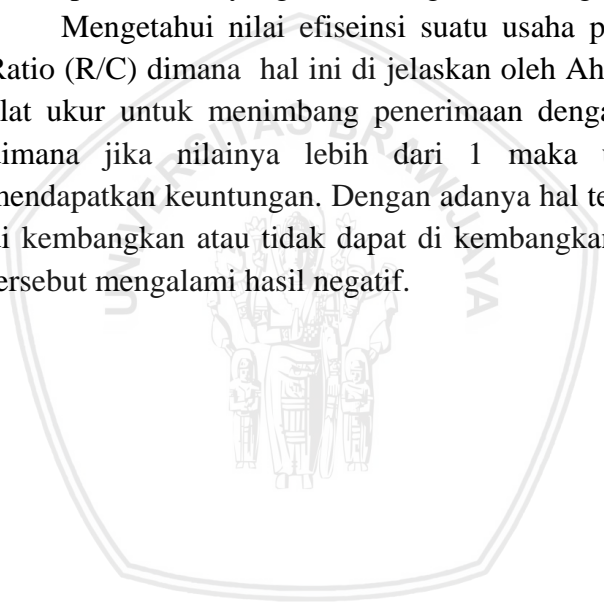 Mengetahui nilai efiseinsi suatu usaha p
Ratio (R/C) dimana hal ini di jelaskan oleh Ah
alat ukur untuk menimbang penerimaan denga
dimana jika nilainya lebih dari 1 maka
mendapatkan keuntungan. Dengan adanya hal te
di kembangkan atau tidak dapat di kembangkan
tersebut mengalami hasil negatif.
UNIVERSITAS BRAWIJAYA